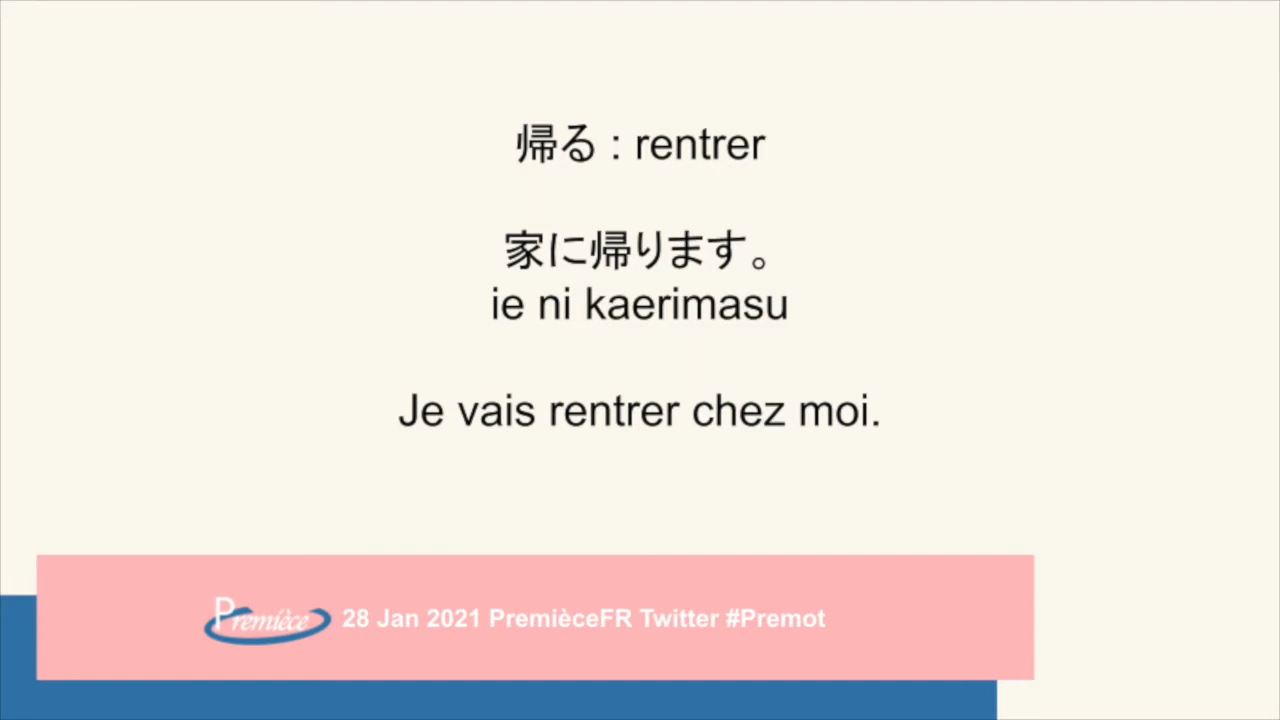 帰る : rentrer
家に帰ります。
ie ni kaerimasu
Je vais rentrer chez moi.
Premièce 28 Jan 2021 PremièceFR Twitter #Premot